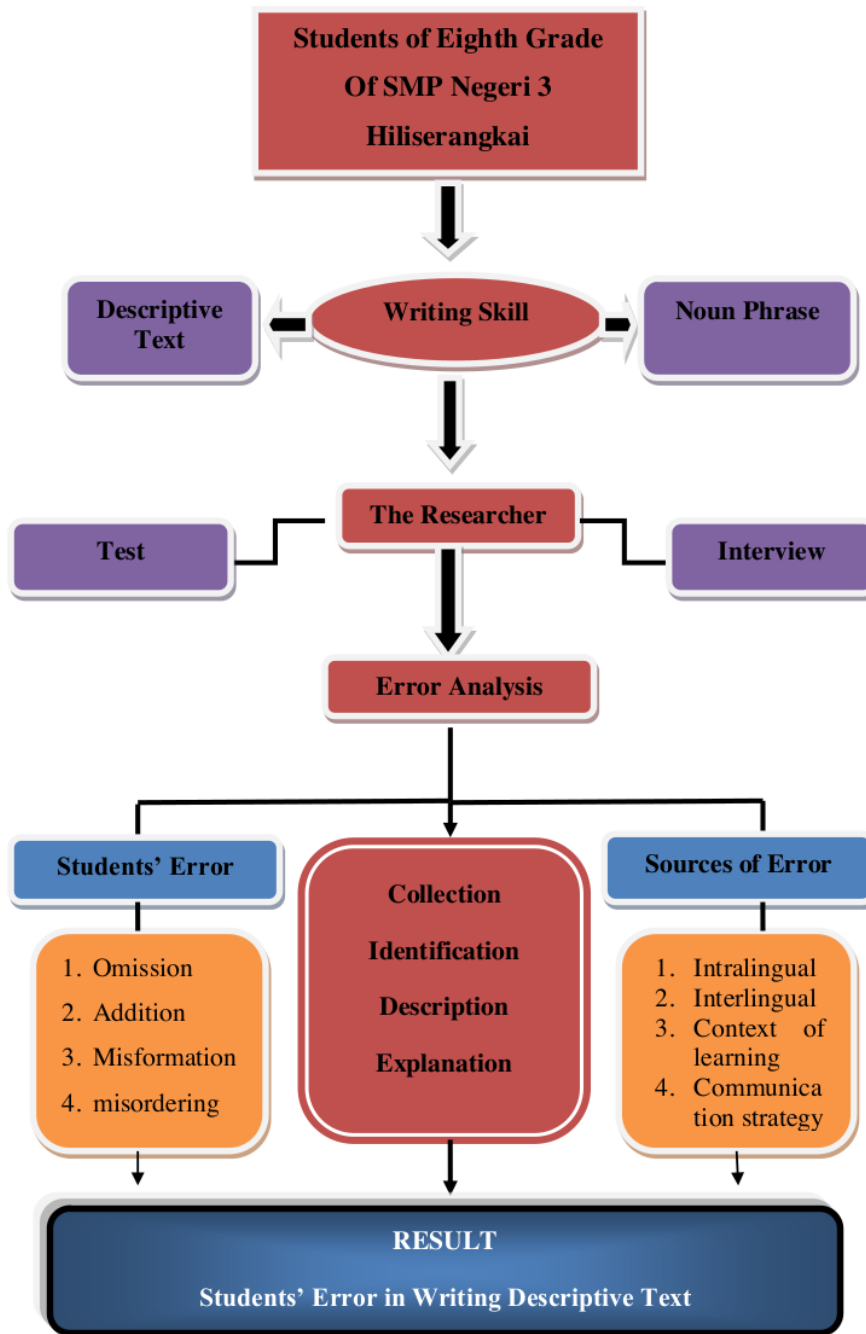 Students of Eighth Grade
Of SMP Negeri 3
Hiliserangkai
Descriptive
Text
Writing Skill
Noun Phrase
Test
The Researcher
Interview
Error Analysis
Students’ Error
Sources of Error
Collection
Identification
Description
Explanation
1. Omission
2. Addition
3. Misformation
4. misordering
1. Intralingual
2. Interlingual
3. Context of
learning
4. Communica
tion strategy
RESULT
Students’ Error in Writing Descriptive Text